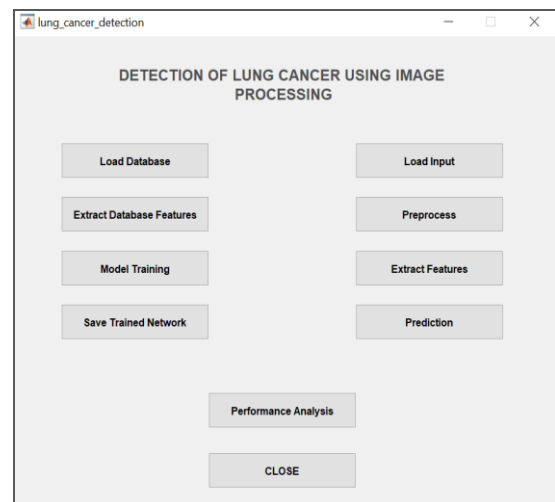 lung_cancer_detection
DETECTION OF LUNG CANCER USING IMAGE
PROCESSING
Load Database
Load Input
Extract Database Features
Preprocess
Model Training
Extract Features
Save Trained Network
Prediction
Performance Analysis
CLOSE